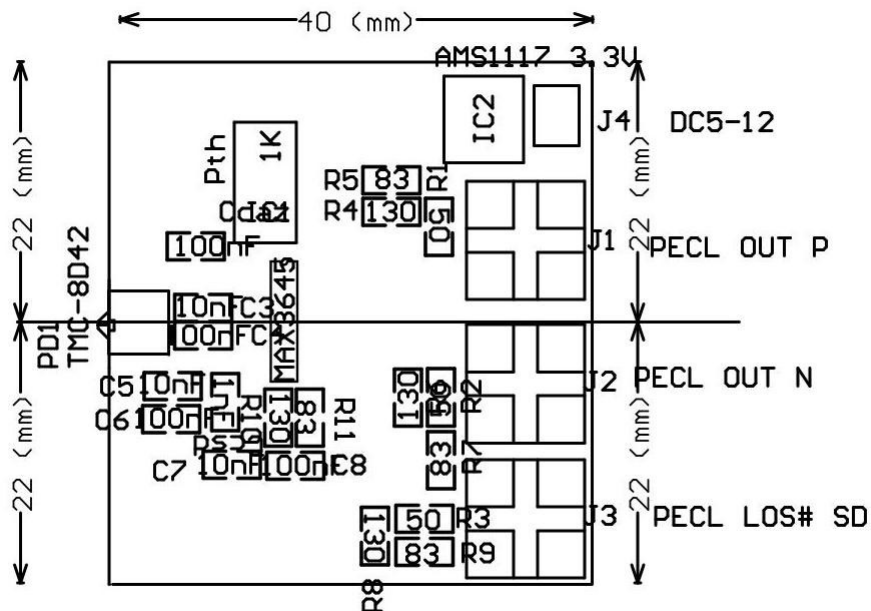 40 (mm)
AMS1117 3.3V
IC2
J4
DC5-12
Pth
1K
R5
83
R1
R4
130
50
100nF
22 (mm)
22 (mm)
J1
PECL OUT P
TMC-8D42
PD1
10nF
C3
00nF
MAX3645
C5
10nF
1nF
C6
100nF
R10
130
83
R11
130
R2
J2
PECL OUT N
83
R7
C7
10nF
100nF
C8
22 (mm)
22 (mm)
130
50
R3
J3
PECL LOS# SD
83
R9
R8